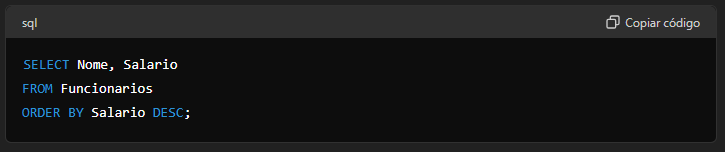 sql
Copiar código
SELECT Nome, Salario
FROM Funcionarios
ORDER BY Salario DESC;